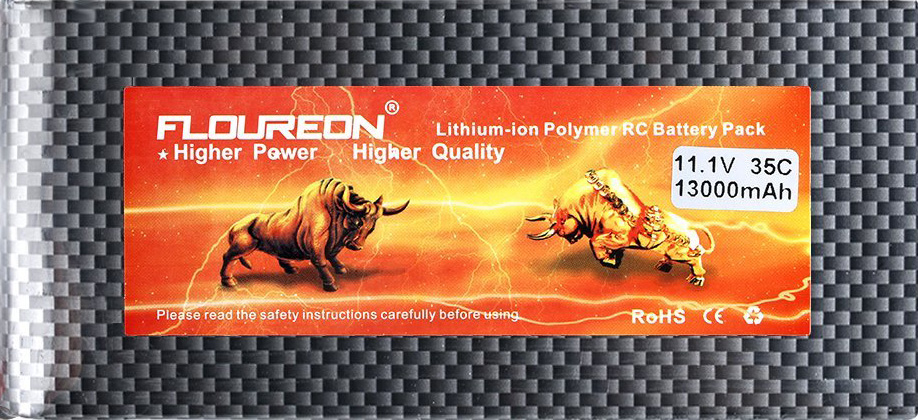 FLOUREON®
Lithium-ion Polymer RC Battery Pack
★ Higher Power Higher Quality
11.1V 35C
13000mAh
Please read the safety instructions carefully before using
RoHS CE